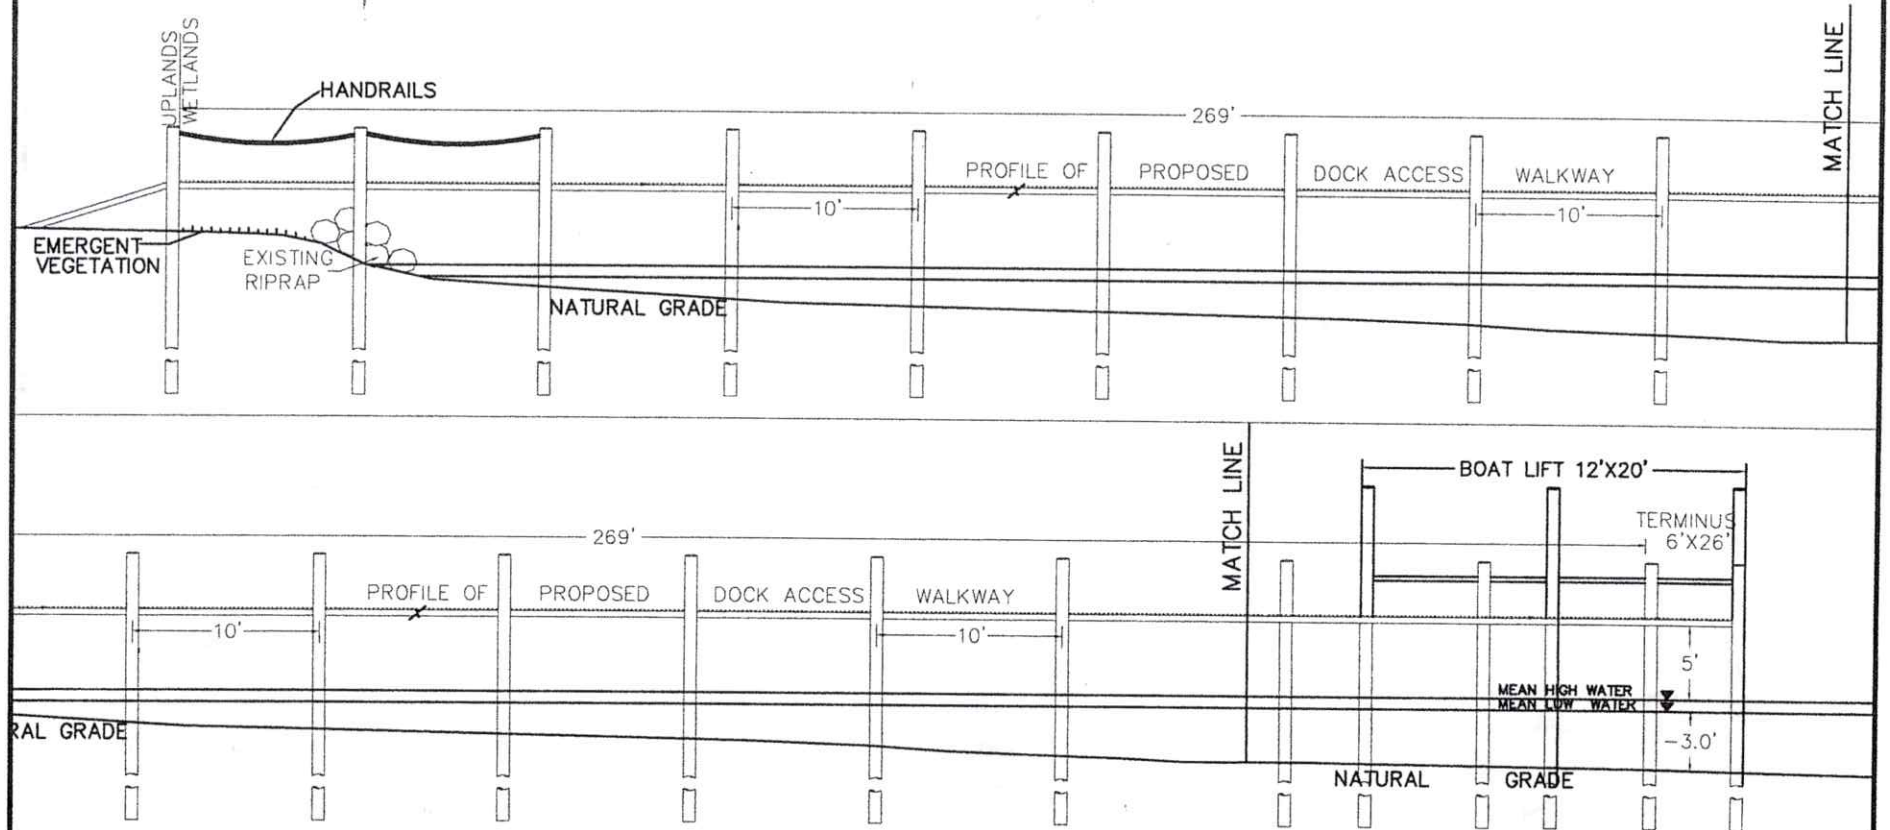 UPLANDS
WETLANDS
HANDRAILS
269'
MATCH LINE
PROFILE OF PROPOSED DOCK ACCESS WALKWAY
10'
10'
EMERGENT
VEGETATION
EXISTING
RIPRAP
NATURAL GRADE
MATCH LINE
BOAT LIFT 12'X20'
TERMINUS
6'X26'
269'
PROFILE OF PROPOSED DOCK ACCESS WALKWAY
10'
10'
5'
MEAN HIGH WATER
MEAN LOW WATER
RAL GRADE
-3.0'
NATURAL GRADE